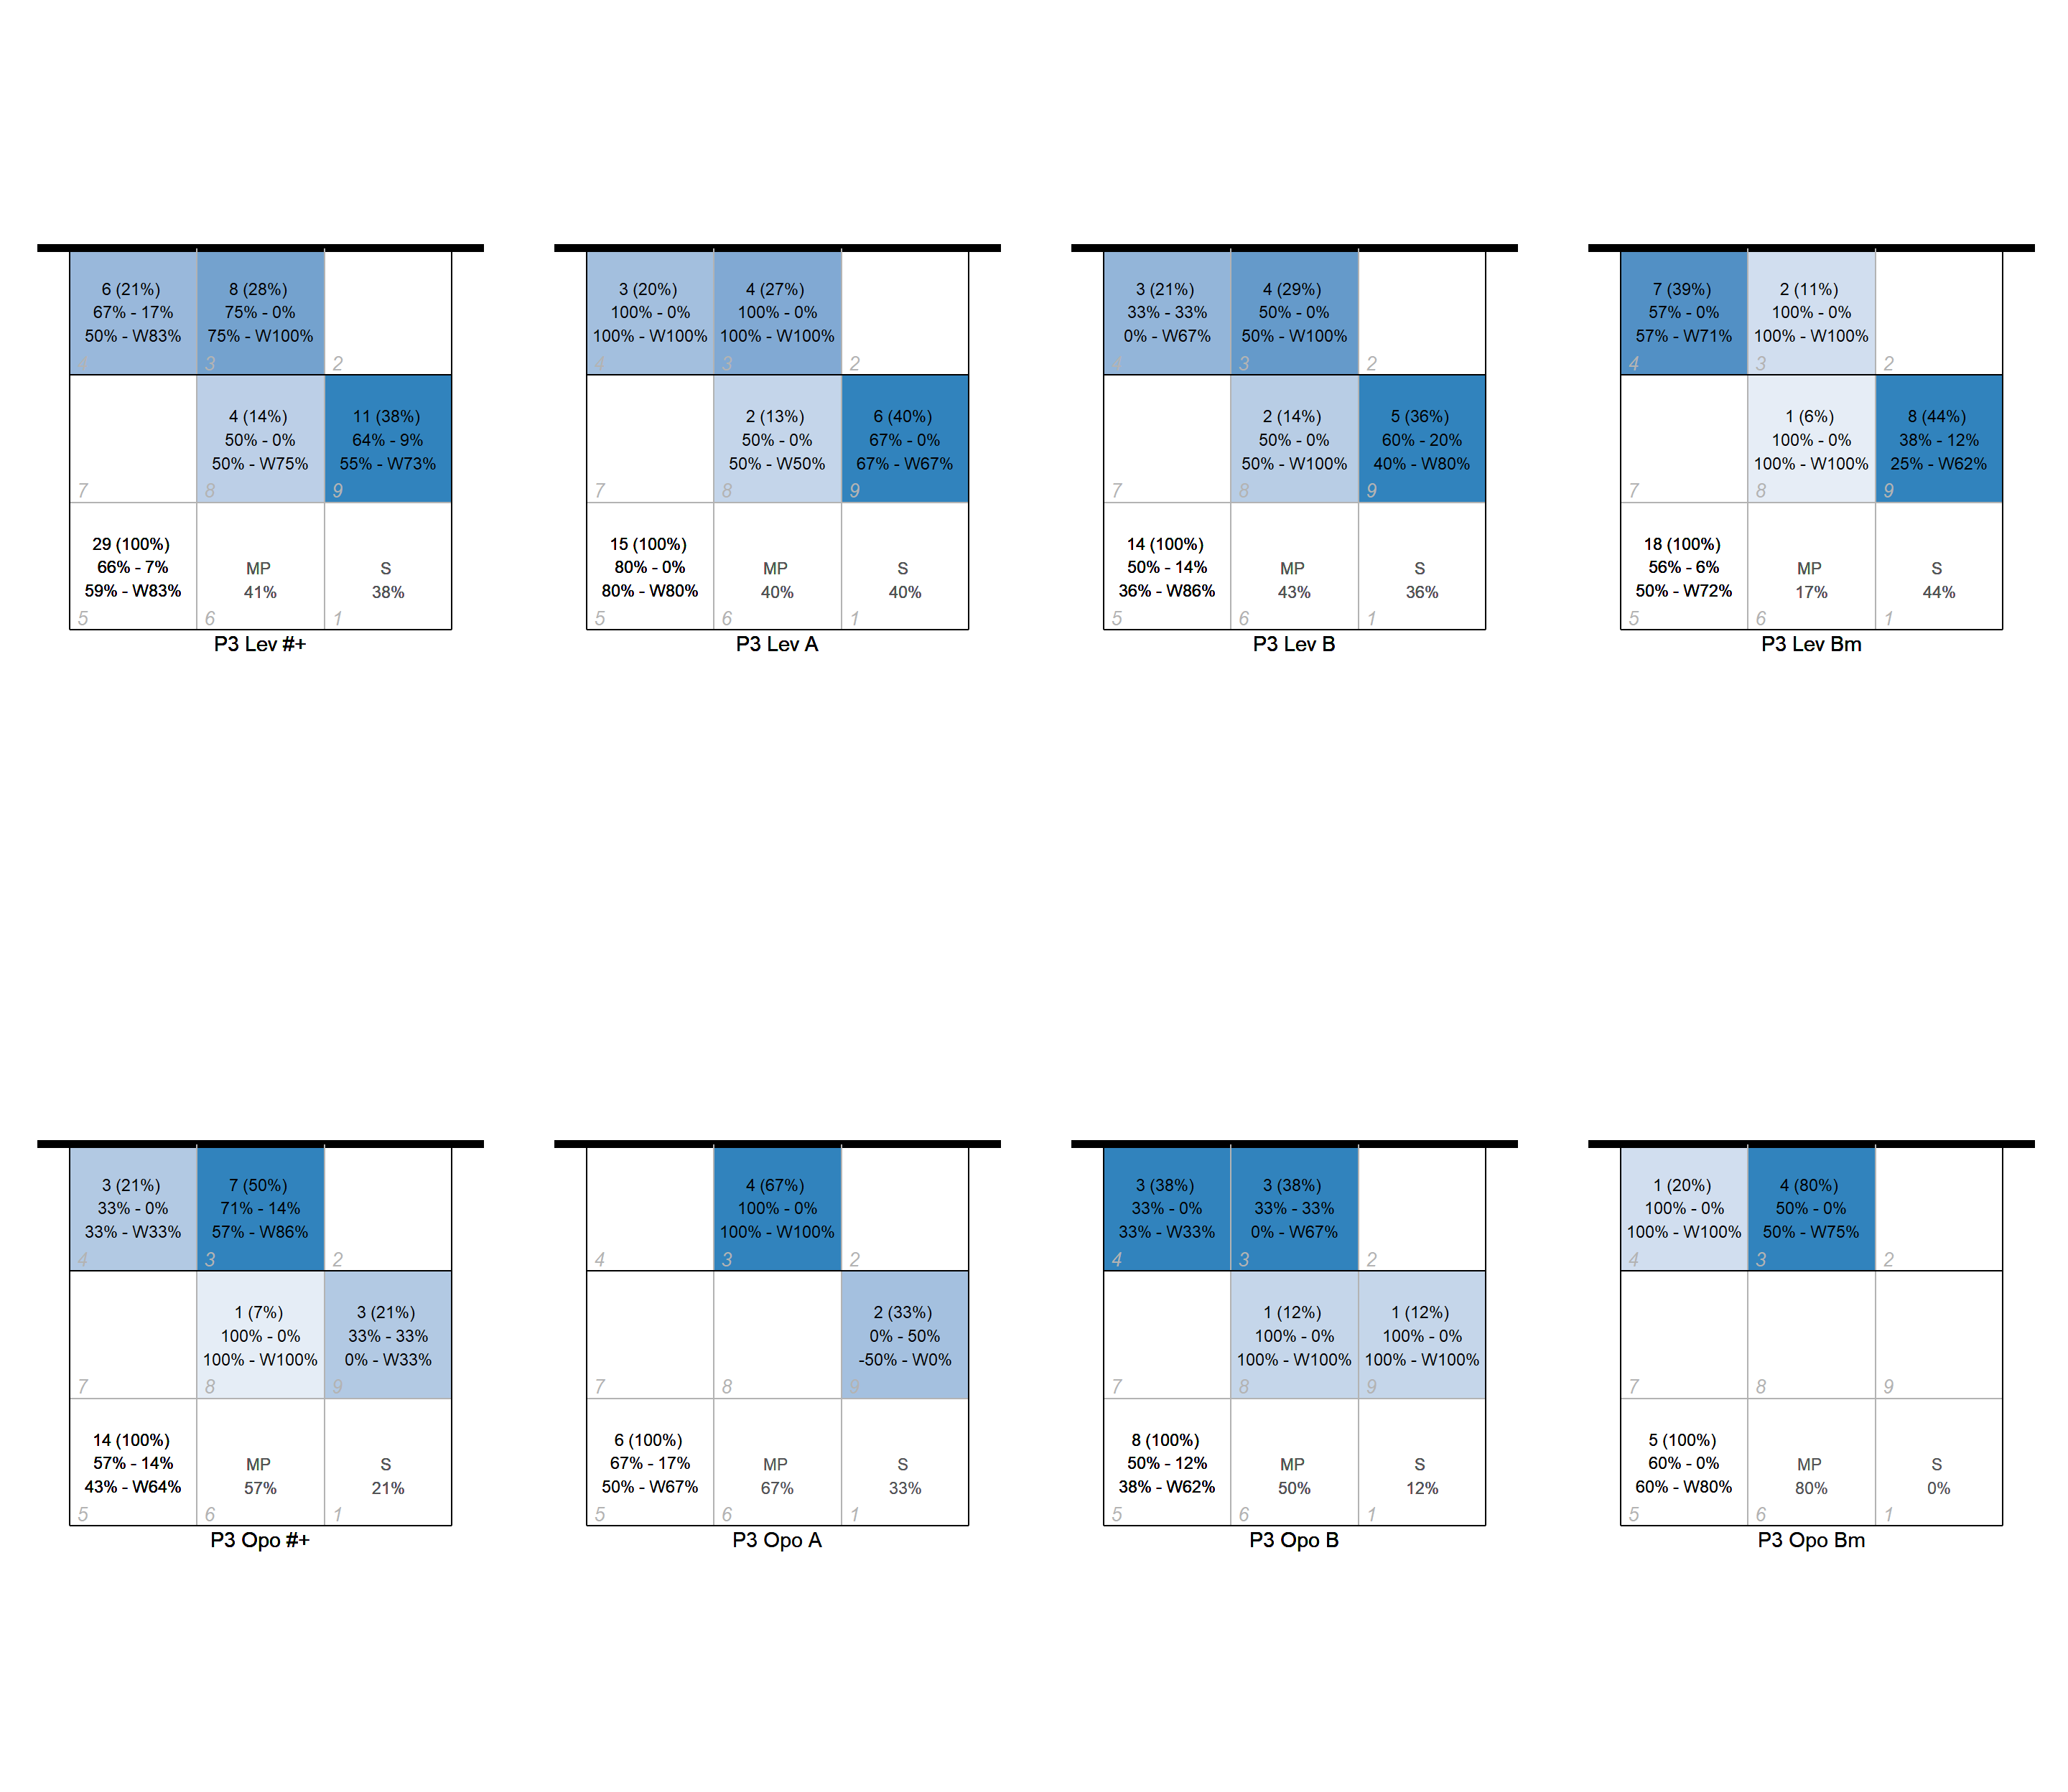 6 (21%)
67% - 17%
50% - W83%
4
8 (28%)
75% - 0%
75% - W100%
3
2
7
4 (14%)
50% - 0%
50% - W75%
8
11 (38%)
64% - 9%
55% - W73%
9
29 (100%)
66% - 7%
59% - W83%
5
MP
41%
6
S
38%
1
P3 Lev #+
3 (20%)
100% - 0%
100% - W100%
4
4 (27%)
100% - 0%
100% - W100%
3
2
7
2 (13%)
50% - 0%
50% - W50%
8
6 (40%)
67% - 0%
67% - W67%
9
15 (100%)
80% - 0%
80% - W80%
5
MP
40%
6
S
40%
1
P3 Lev A
3 (21%)
33% - 33%
0% - W67%
4
4 (29%)
50% - 0%
50% - W100%
3
2
7
2 (14%)
50% - 0%
50% - W100%
8
5 (36%)
60% - 20%
40% - W80%
9
14 (100%)
50% - 14%
36% - W86%
5
MP
43%
6
S
36%
1
P3 Lev B
7 (39%)
57% - 0%
57% - W71%
4
2 (11%)
100% - 0%
100% - W100%
3
2
7
1 (6%)
100% - 0%
100% - W100%
8
8 (44%)
38% - 12%
25% - W62%
9
18 (100%)
56% - 6%
50% - W72%
5
MP
17%
6
S
44%
1
P3 Lev Bm
3 (21%)
33% - 0%
33% - W33%
4
7 (50%)
71% - 14%
57% - W86%
3
2
7
1 (7%)
100% - 0%
100% - W100%
8
3 (21%)
33% - 33%
0% - W33%
9
14 (100%)
57% - 14%
43% - W64%
5
MP
57%
6
S
21%
1
P3 Opo #+
4
4 (67%)
100% - 0%
100% - W100%
3
2
7
8
2 (33%)
0% - 50%
-50% - W0%
9
6 (100%)
67% - 17%
50% - W67%
5
MP
67%
6
S
33%
1
P3 Opo A
3 (38%)
33% - 0%
33% - W33%
4
3 (38%)
33% - 33%
0% - W67%
3
2
7
1 (12%)
100% - 0%
100% - W100%
8
1 (12%)
100% - 0%
100% - W100%
9
8 (100%)
50% - 12%
38% - W62%
5
MP
50%
6
S
12%
1
P3 Opo B
1 (20%)
100% - 0%
100% - W100%
4
4 (80%)
50% - 0%
50% - W75%
3
2
7
8
9
5 (100%)
60% - 0%
60% - W80%
5
MP
80%
6
S
0%
1
P3 Opo Bm